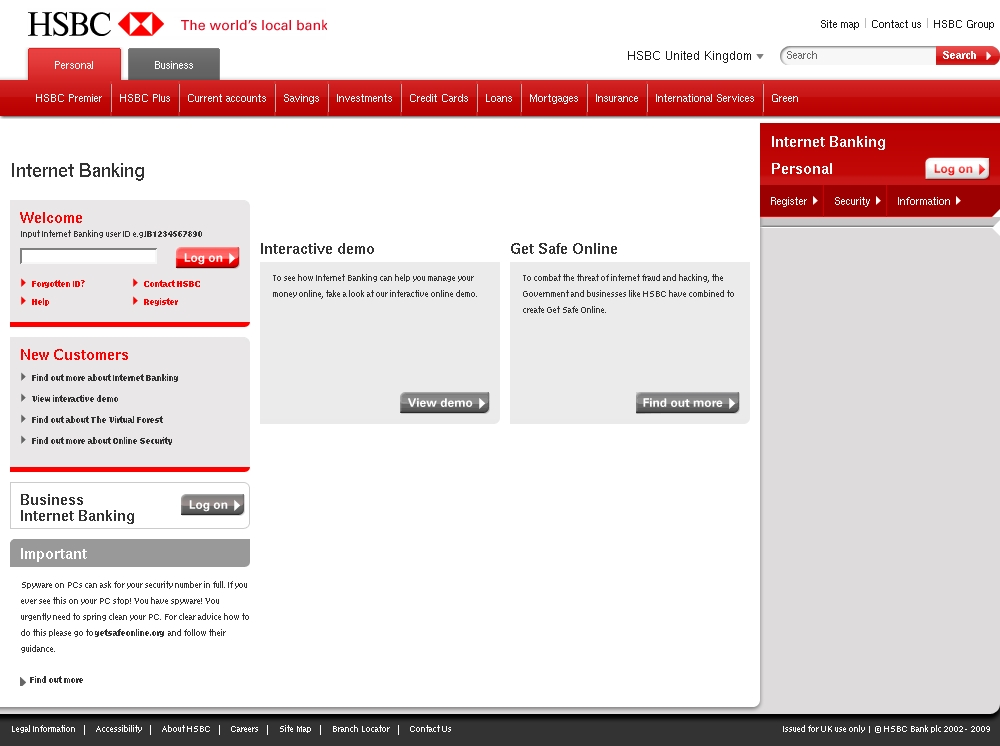 HSBC The world's local bank
Site map Contact us HSBC Group
Personal Business
HSBC United Kingdom Search Search
HSBC Premier HSBC Plus Current accounts Savings Investments Credit Cards Loans Mortgages Insurance International Services Green
Internet Banking
Personal Log on
Register Security Information
Internet Banking
Welcome
Input Internet Banking user ID e.g.IB1234567890
Log on
Forgotten ID? Contact HSBC
Help Register
New Customers
Find out more about Internet Banking
View interactive demo
Find out about The Virtual Forest
Find out more about Online Security
Business
Internet Banking
Log on
Important
Spyware on PCs can ask for your security number in full. If you
ever see this on your PC stop! You have spyware! You
urgently need to spring clean your PC. For clear advice how to
do this please go to getsafeonline.org and follow their
guidance.
Find out more
Interactive demo
To see how Internet Banking can help you manage your
money online, take a look at our interactive online demo.
View demo
Get Safe Online
To combat the threat of internet fraud and hacking, the
Government and businesses like HSBC have combined to
create Get Safe Online.
Find out more
Legal Information | Accessibility | About HSBC | Careers | Site Map | Branch Locator | Contact Us
Issued for UK use only | © HSBC Bank plc 2002 - 2009